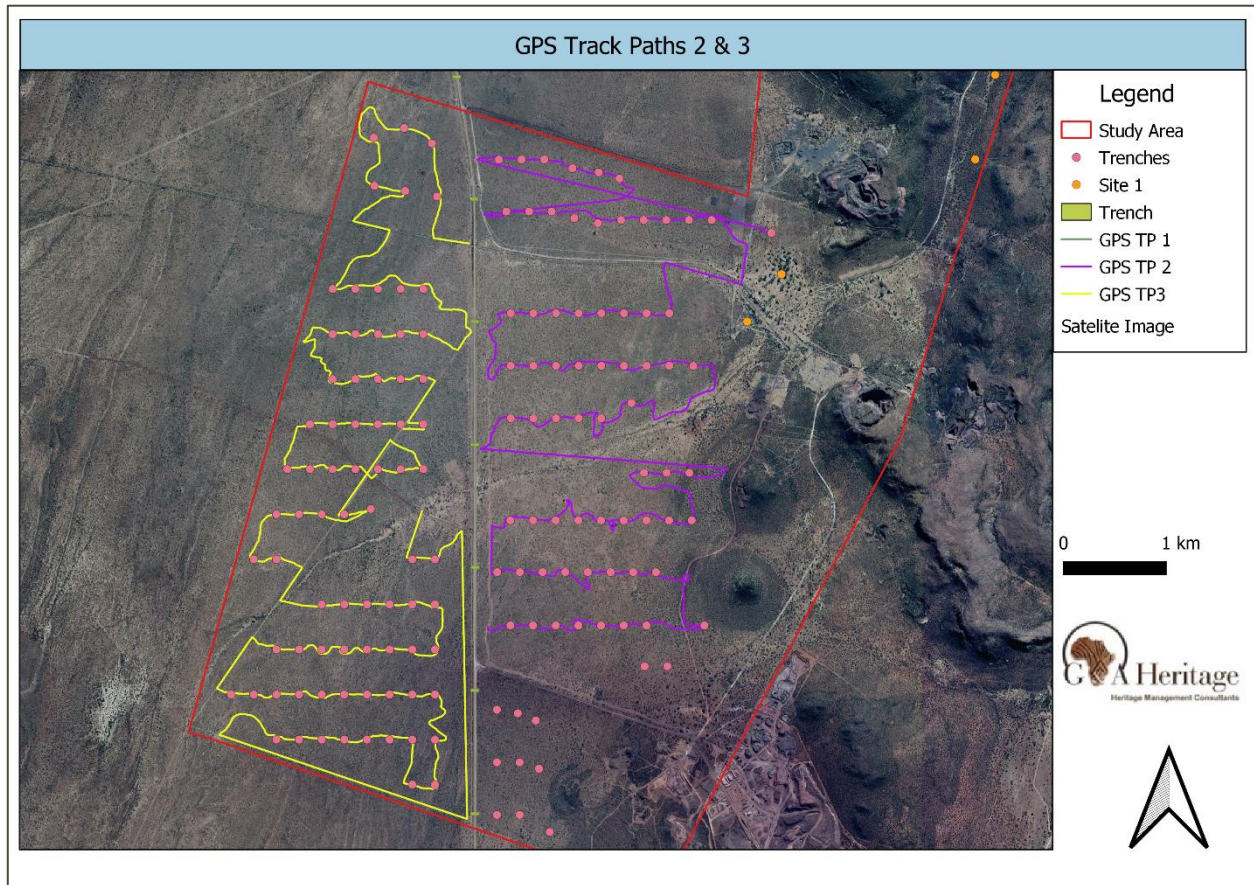 GPS Track Paths 2 & 3
Legend
Study Area
Trenches
Site 1
Trench
GPS TP 1
GPS TP 2
GPS TP3
Satelite Image
0 1 km
G A Heritage
Heritage Management Consultants